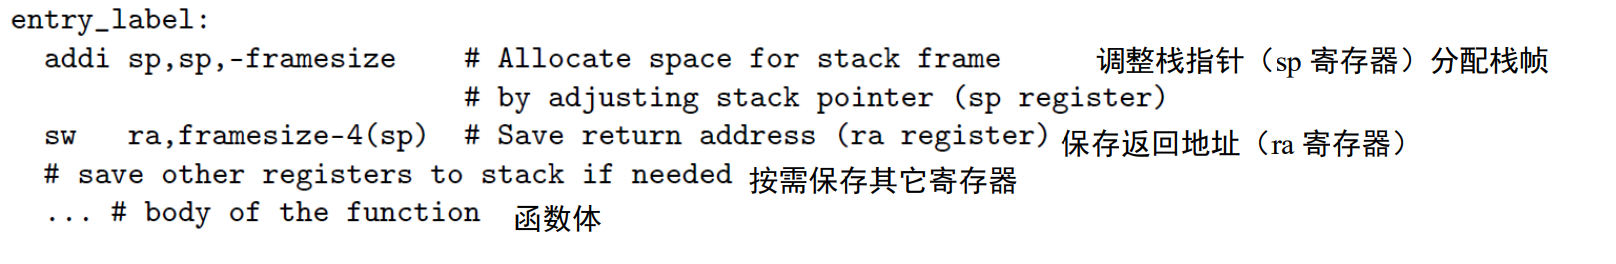 entry_label:
addi sp,sp,-framesize # Allocate space for stack frame 调整栈指针（sp 寄存器）分配栈帧
# by adjusting stack pointer (sp register)
sw ra,framesize-4(sp) # Save return address (ra register) 保存返回地址（ra 寄存器）
# save other registers to stack if needed 按需保存其它寄存器
... # body of the function 函数体